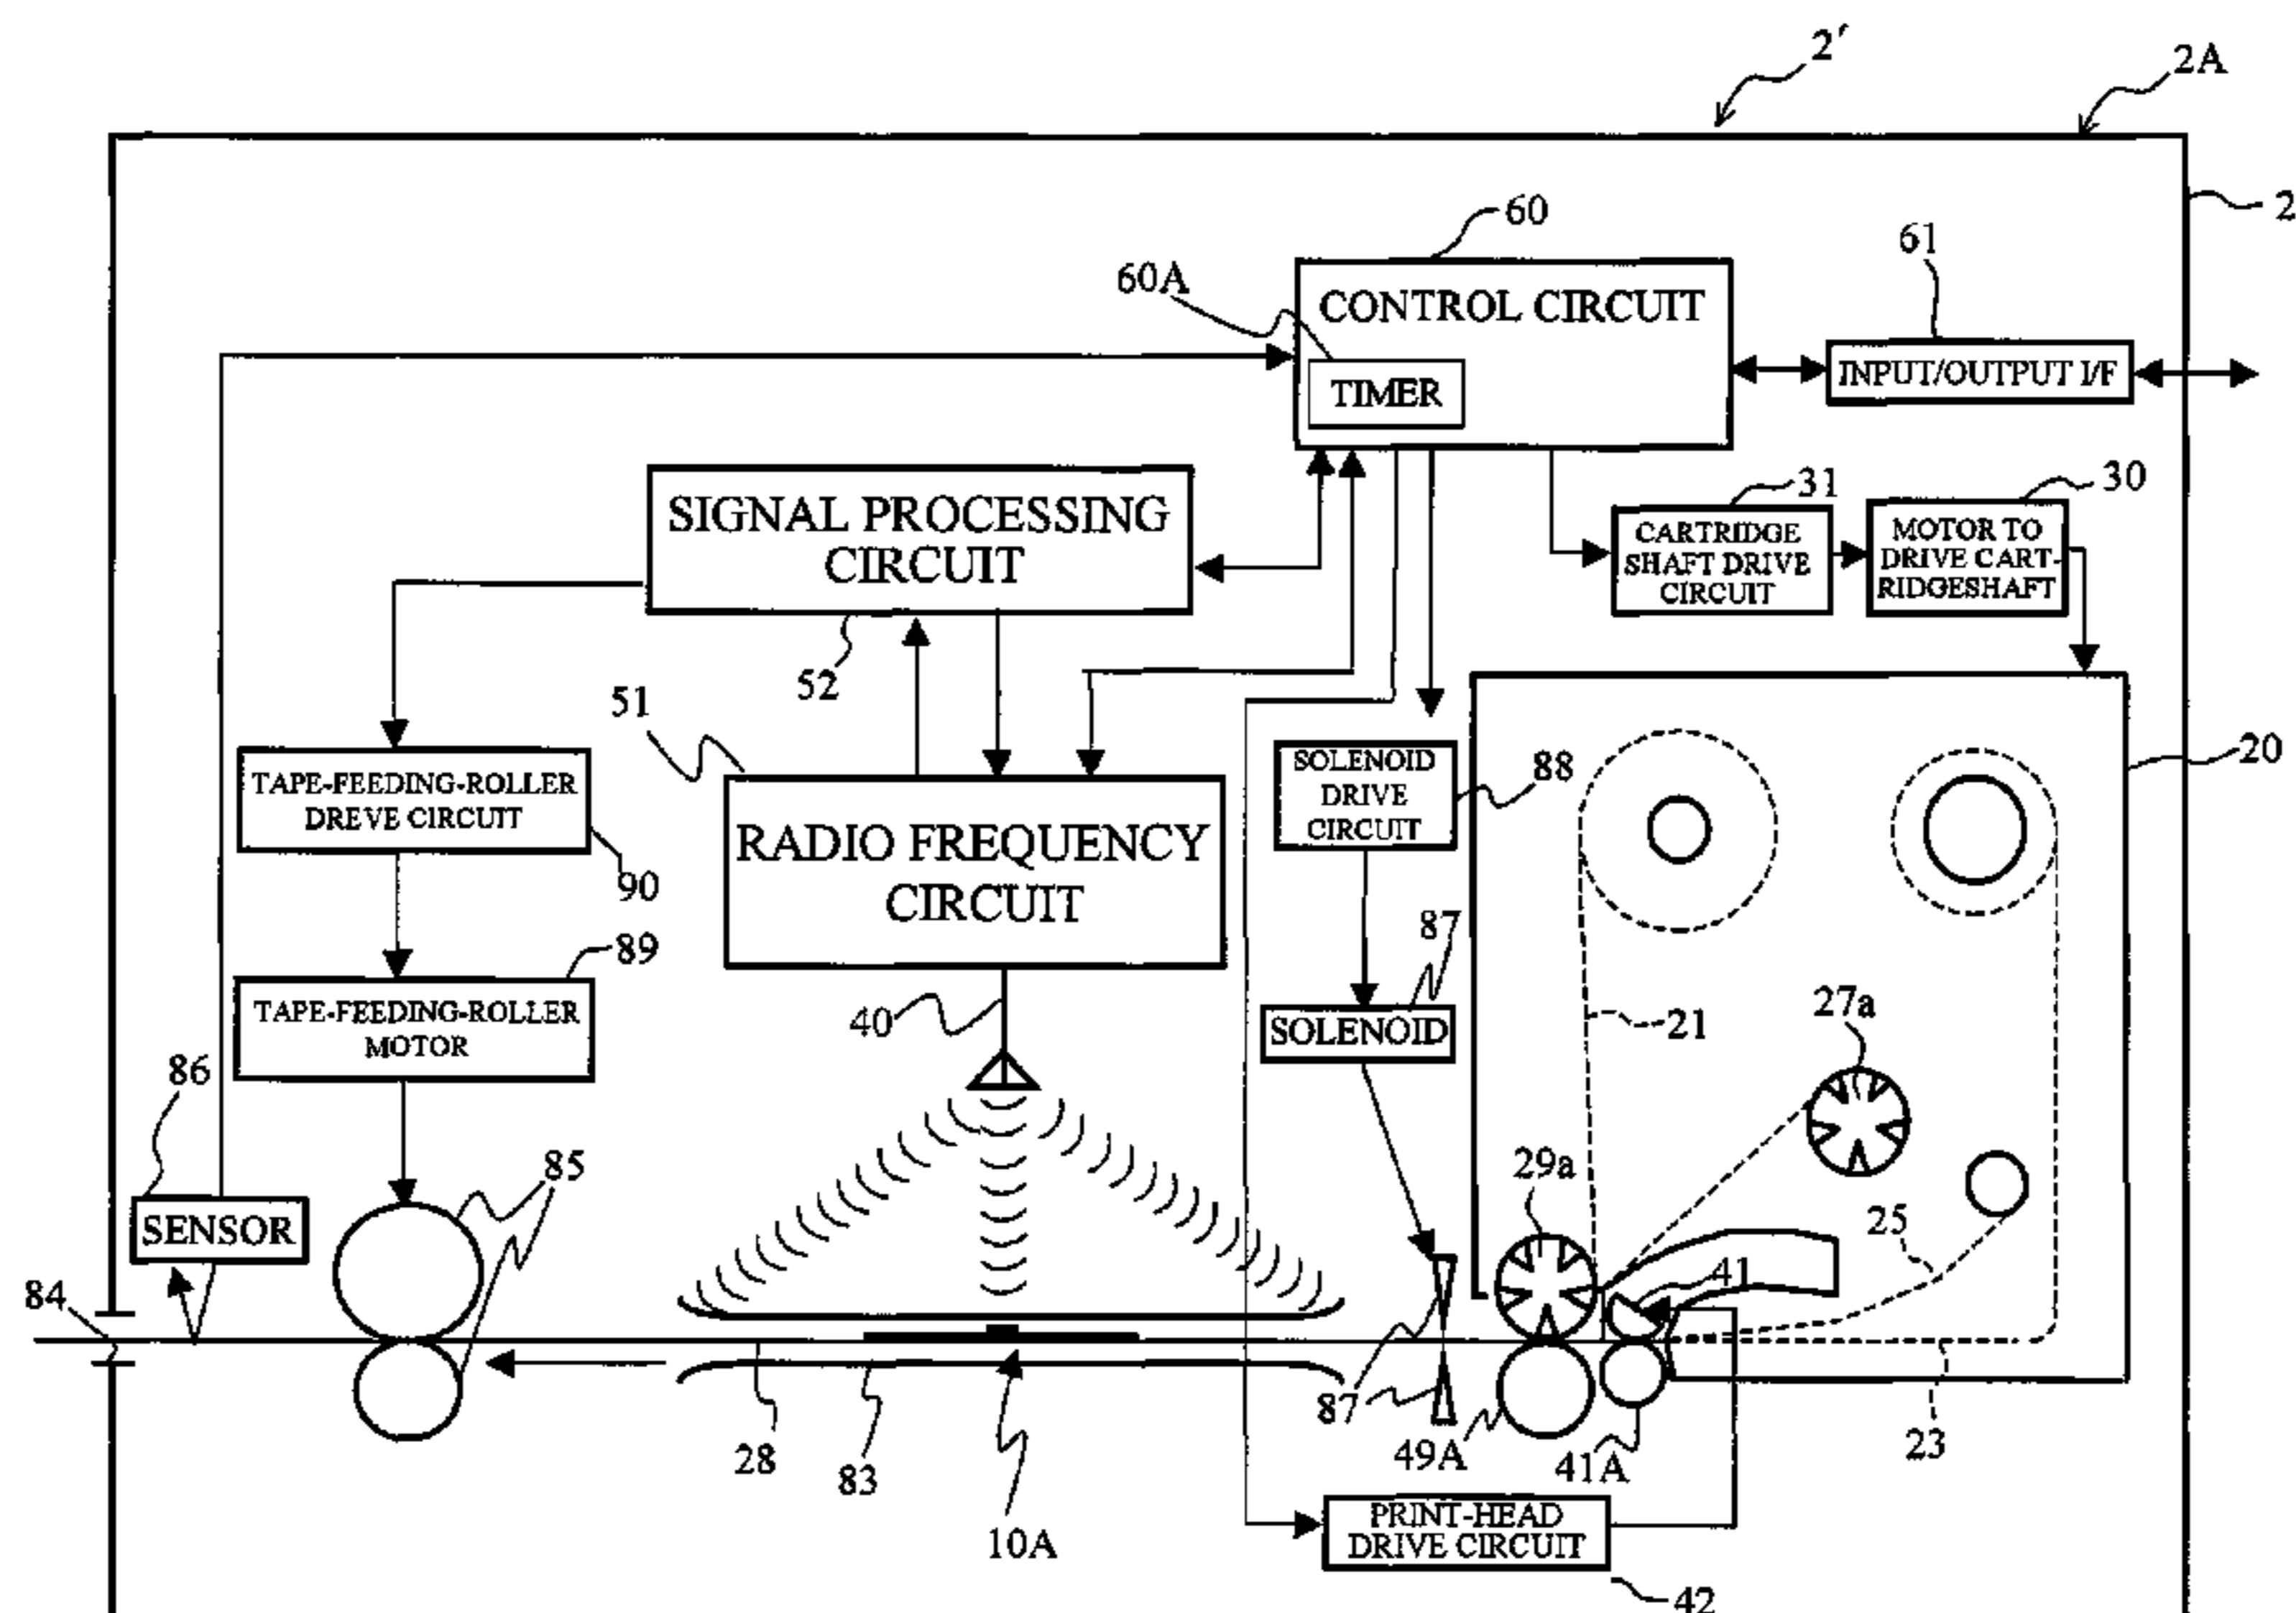 2′
2A
2
60
61
60A
CONTROL CIRCUIT
TIMER
INPUT/OUTPUT I/F
SIGNAL PROCESSING
CIRCUIT
31
30
CARTRIDGE
SHAFT DRIVE
CIRCUIT
MOTOR TO
DRIVE CART-
RIDGESHAFT
52
51
20
TAPE-FEEDING-ROLLER
DREVE CIRCUIT
90
RADIO FREQUENCY
CIRCUIT
SOLENOID
DRIVE
CIRCUIT
88
89
87
TAPE-FEEDING-ROLLER
MOTOR
40
SOLENOID
21
27a
86
85
29a
SENSOR
25
41
84
87
28
83
49A
41A
23
10A
PRINT-HEAD
DRIVE CIRCUIT
42